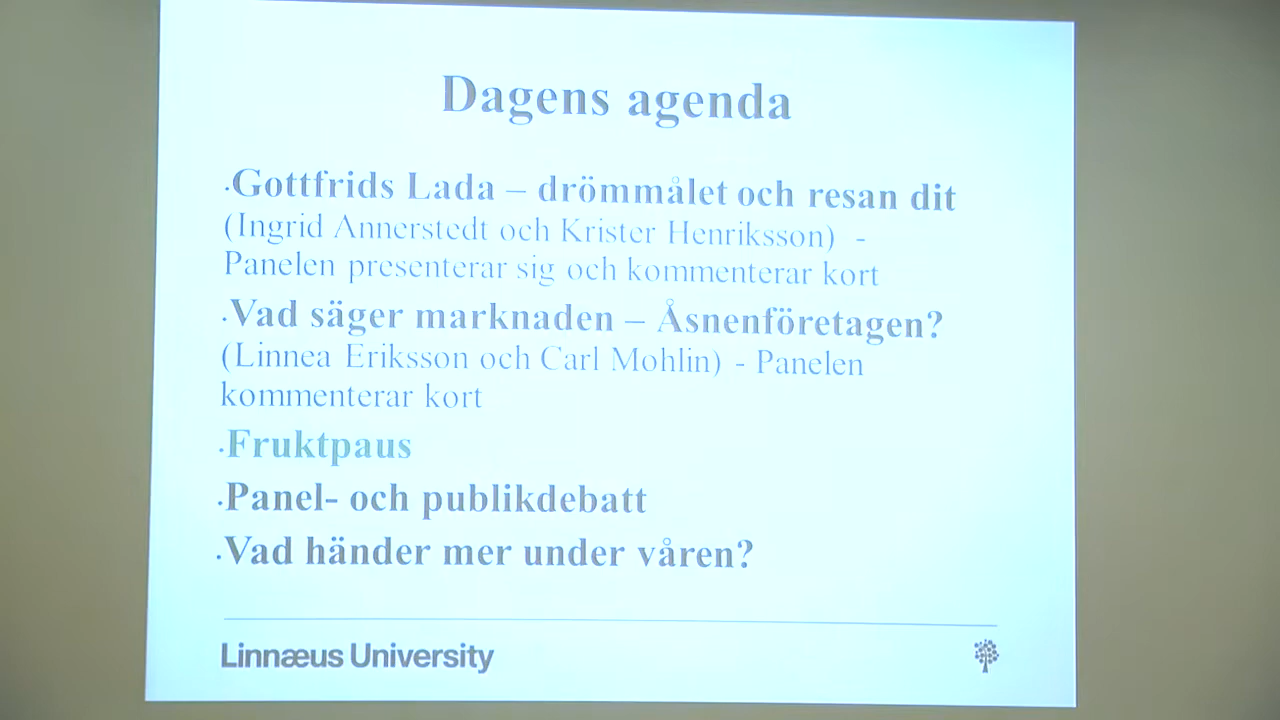 Dagens agenda
·Gottfrids Lada – drömmålet och resan dit
(Ingrid Annerstedt och Krister Henriksson) -
Panelen presenterar sig och kommenterar kort
·Vad säger marknaden – Åsnenföretagen?
(Linnea Eriksson och Carl Mohlin) - Panelen
kommenterar kort
·Fruktpaus
·Panel- och publikdebatt
·Vad händer mer under våren?
Linnæus University